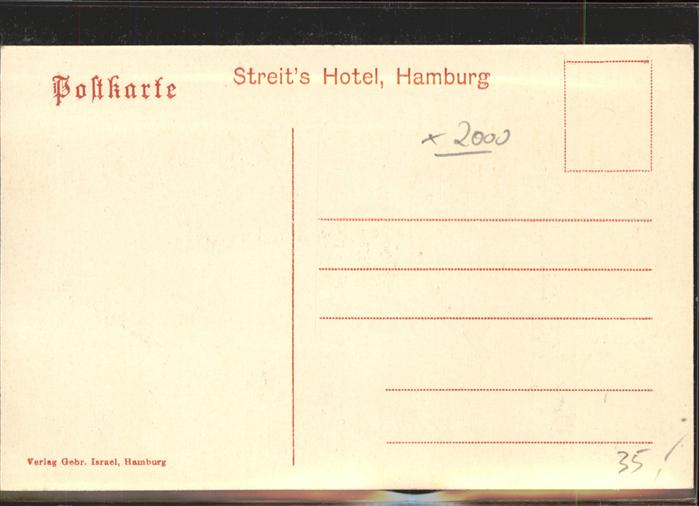 Poſtkarte
Streit's Hotel, Hamburg
x 2000
Verlag Gebr. Israel, Hamburg
35,/